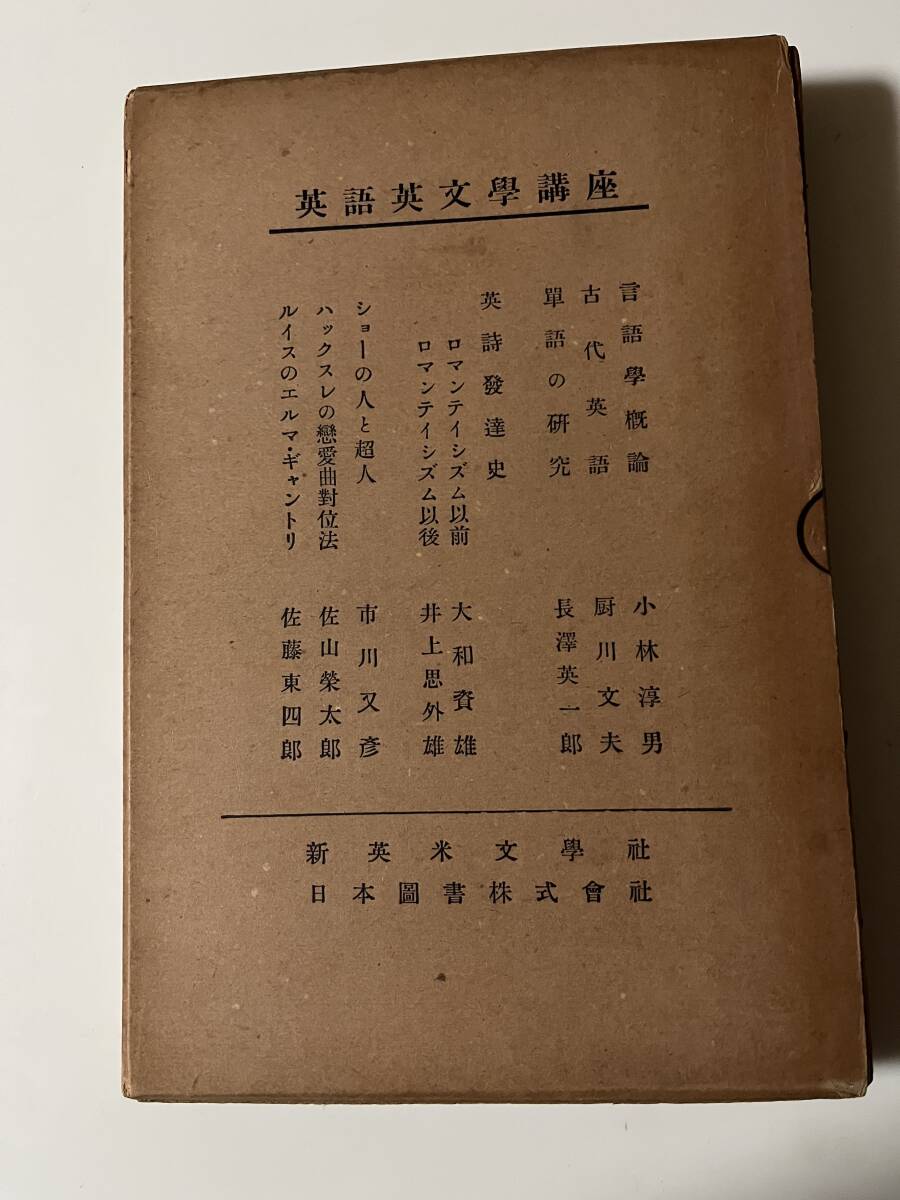 英語英文學講座
言語學概論 小林淳男
古代英語 厨川文夫
單語の研究 長澤英一郎
英詩發達史
ロマンテイシズム以前 大和資雄
ロマンテイシズム以後 井上思外雄
ショーの人と超人 市川又彥
ハックスレの戀愛曲對位法 佐山榮太郎
ルイスのエルマ・ギャントリ 佐藤東四郎
新英米文學社
日本圖書株式會社